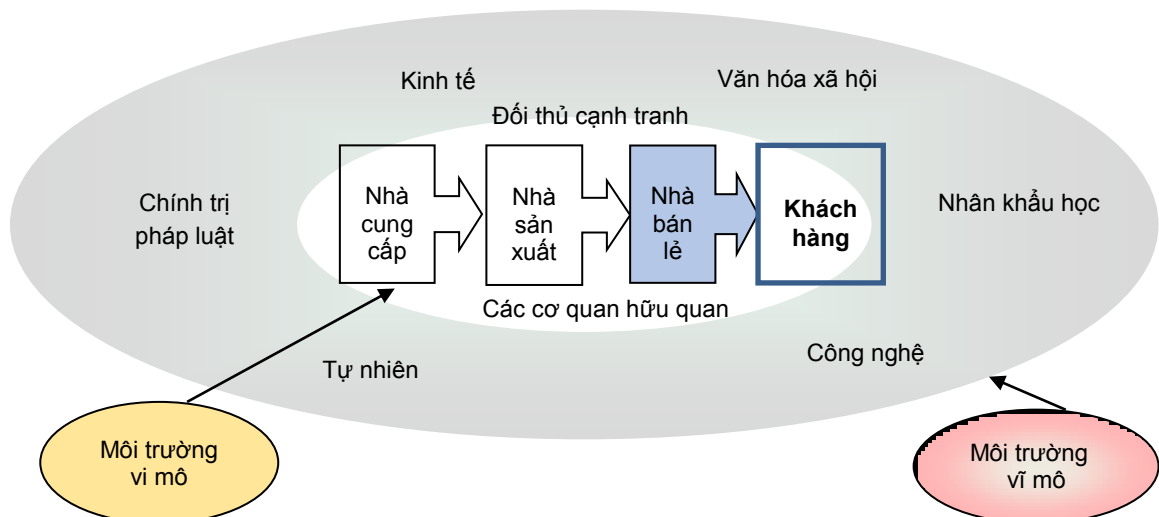 Kinh tế
Văn hóa xã hội
Đối thủ cạnh tranh
Chính trị
pháp luật
Nhà
cung
cấp
Nhà
sản
xuất
Nhà
bán
lẻ
Khách
hàng
Nhân khẩu học
Các cơ quan hữu quan
Tự nhiên
Công nghệ
Môi trường
vi mô
Môi trường
vĩ mô